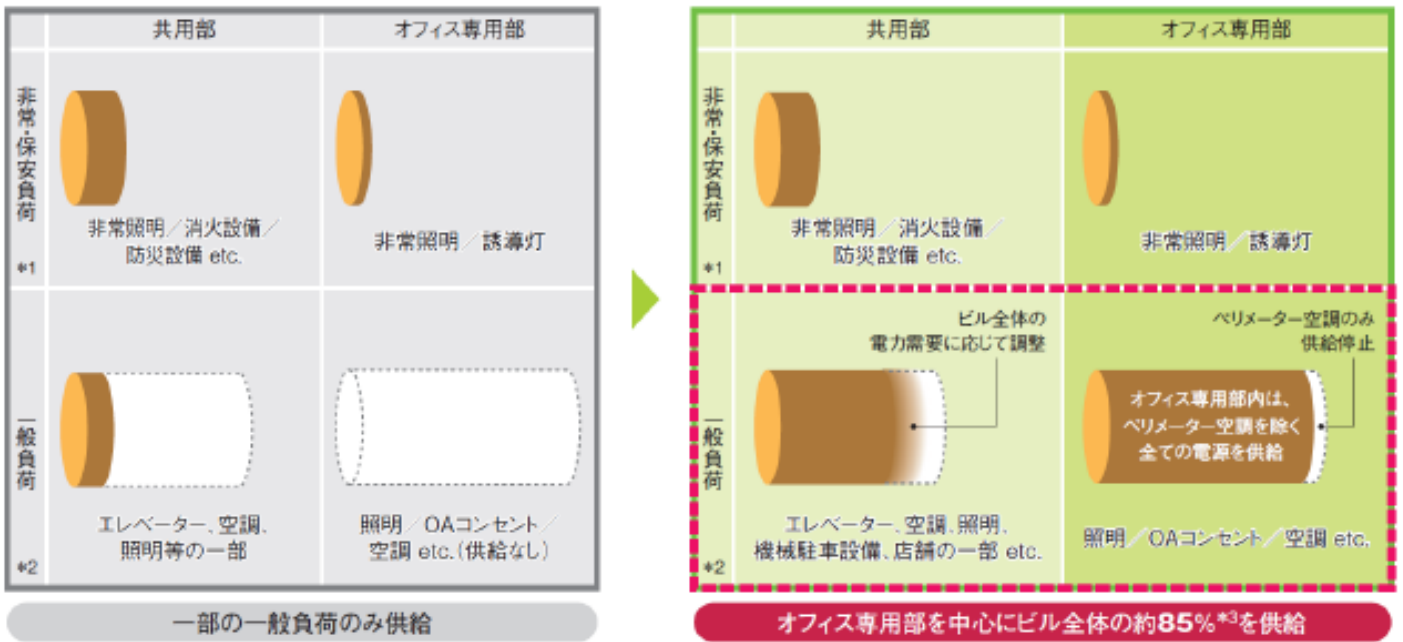 共用部
オフィス専用部
非常・保安負荷
*1
非常照明／消火設備／
防災設備 etc.
非常照明／誘導灯
一般負荷
*2
エレベーター、空調、
照明等の一部
照明／OAコンセント／
空調 etc.（供給なし）
一部の一般負荷のみ供給
共用部
オフィス専用部
非常・保安負荷
*1
非常照明／消火設備／
防災設備 etc.
非常照明／誘導灯
一般負荷
*2
ビル全体の
電力需要に応じて調整
エレベーター、空調、照明、
機械駐車設備、店舗の一部 etc.
ペリメーター空調のみ
供給停止
オフィス専用部内は、
ペリメーター空調を除く
全ての電源を供給
照明／OAコンセント／空調 etc.
オフィス専用部を中心にビル全体の約85%*3を供給